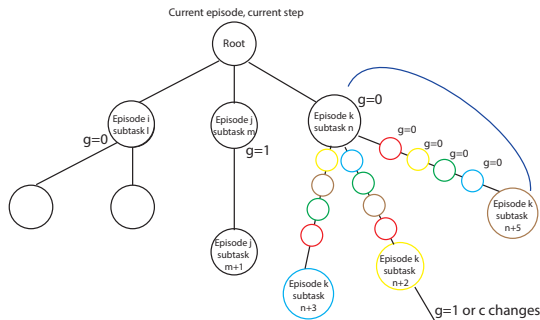 Current episode, current step
Root
Episode i
subtask l
g=0
Episode j
subtask m
g=1
Episode k
subtask n
g=0
g=0
g=0
g=0
g=0
Episode k
subtask
n+5
Episode j
subtask
m+1
Episode k
subtask
n+3
Episode k
subtask
n+2
g=1 or c changes